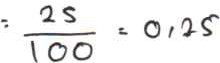 = 25/100 = 0,25